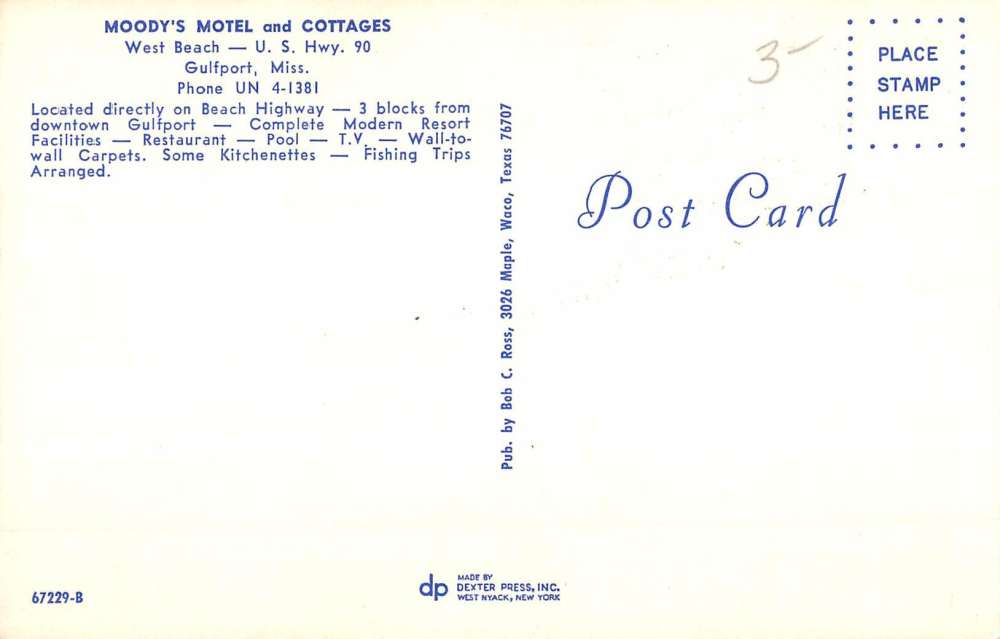 MOODY'S MOTEL and COTTAGES
West Beach — U. S. Hwy. 90
Gulfport, Miss.
Phone UN 4-1381
Located directly on Beach Highway — 3 blocks from
downtown Gulfport — Complete Modern Resort
Facilities — Restaurant — Pool — T.V. — Wall-to-
wall Carpets. Some Kitchenettes — Fishing Trips
Arranged.
Pub. by Bob C. Ross, 3026 Maple, Waco, Texas 76707
3-
PLACE
STAMP
HERE
Post Card
67229-B
dp
MADE BY
DEXTER PRESS, INC.
WEST NYACK, NEW YORK